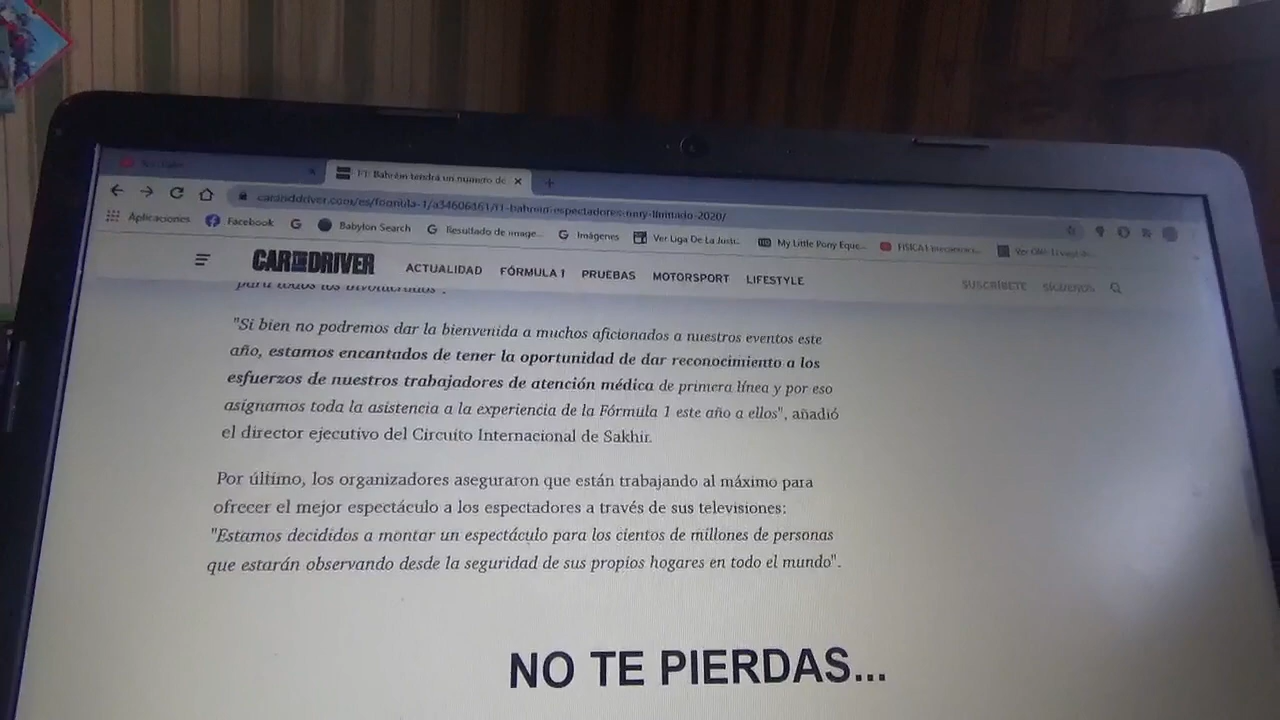 F1: Bahréin tendrá un número de
caranddriver.com/es/formula-1/a34606461/f1-bahrein-espectadores-muy-limitado-2020/
Aplicaciones Facebook G Babylon Search Resultado de image... Imágenes Ver Liga De La Justi... My Little Pony Eque... FISICA I
CAR AND DRIVER ACTUALIDAD FÓRMULA 1 PRUEBAS MOTORSPORT LIFESTYLE SUSCRÍBETE SÍGUENOS
para todos los involucrados".
"Si bien no podremos dar la bienvenida a muchos aficionados a nuestros eventos este
año, estamos encantados de tener la oportunidad de dar reconocimiento a los
esfuerzos de nuestros trabajadores de atención médica de primera línea y por eso
asignamos toda la asistencia a la experiencia de la Fórmula 1 este año a ellos", añadió
el director ejecutivo del Circuito Internacional de Sakhir.
Por último, los organizadores aseguraron que están trabajando al máximo para
ofrecer el mejor espectáculo a los espectadores a través de sus televisiones:
"Estamos decididos a montar un espectáculo para los cientos de millones de personas
que estarán observando desde la seguridad de sus propios hogares en todo el mundo".
NO TE PIERDAS...